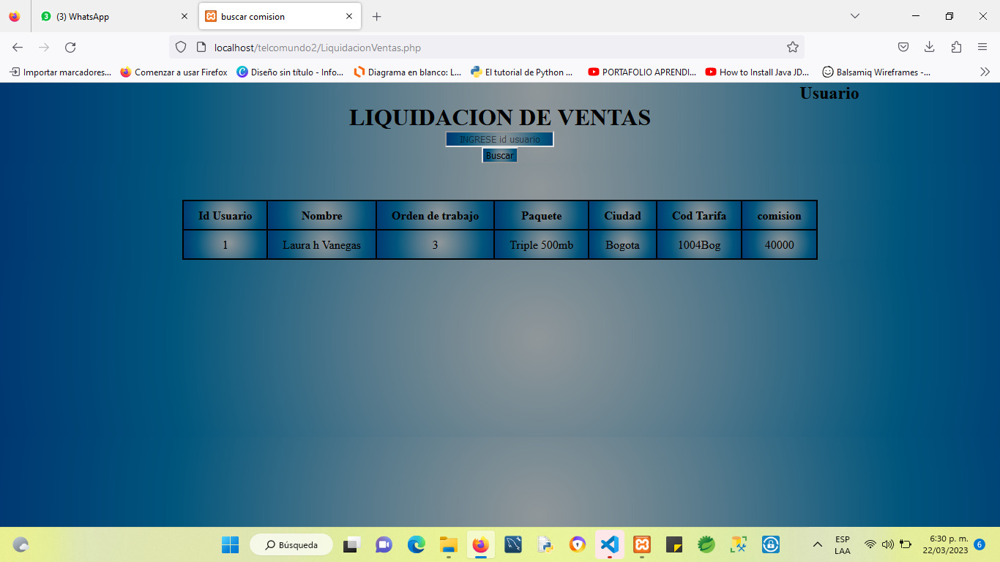 (3) WhatsApp
buscar comision
localhost/telcomundo2/LiquidacionVentas.php
Importar marcadores... Comenzar a usar Firefox Diseño sin título - Info... Diagrama en blanco: L... El tutorial de Python ... PORTAFOLIO APRENDI... How to Install Java JD... Balsamiq Wireframes -...
Usuario
LIQUIDACION DE VENTAS
INGRESE id usuario
Buscar
Id Usuario Nombre Orden de trabajo Paquete Ciudad Cod Tarifa comision
1 Laura h Vanegas 3 Triple 500mb Bogota 1004Bog 40000
Búsqueda
ESP
LAA
6:30 p. m.
22/03/2023
6